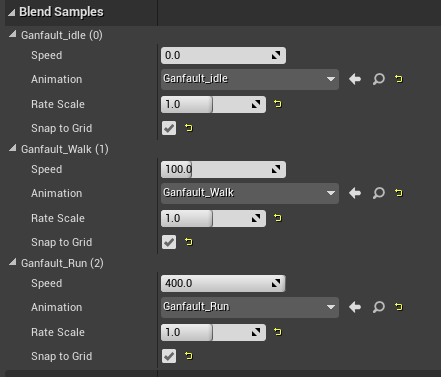 Blend Samples
Ganfault_idle (0)
Speed 0.0
Animation Ganfault_idle
Rate Scale 1.0
Snap to Grid
Ganfault_Walk (1)
Speed 100.0
Animation Ganfault_Walk
Rate Scale 1.0
Snap to Grid
Ganfault_Run (2)
Speed 400.0
Animation Ganfault_Run
Rate Scale 1.0
Snap to Grid